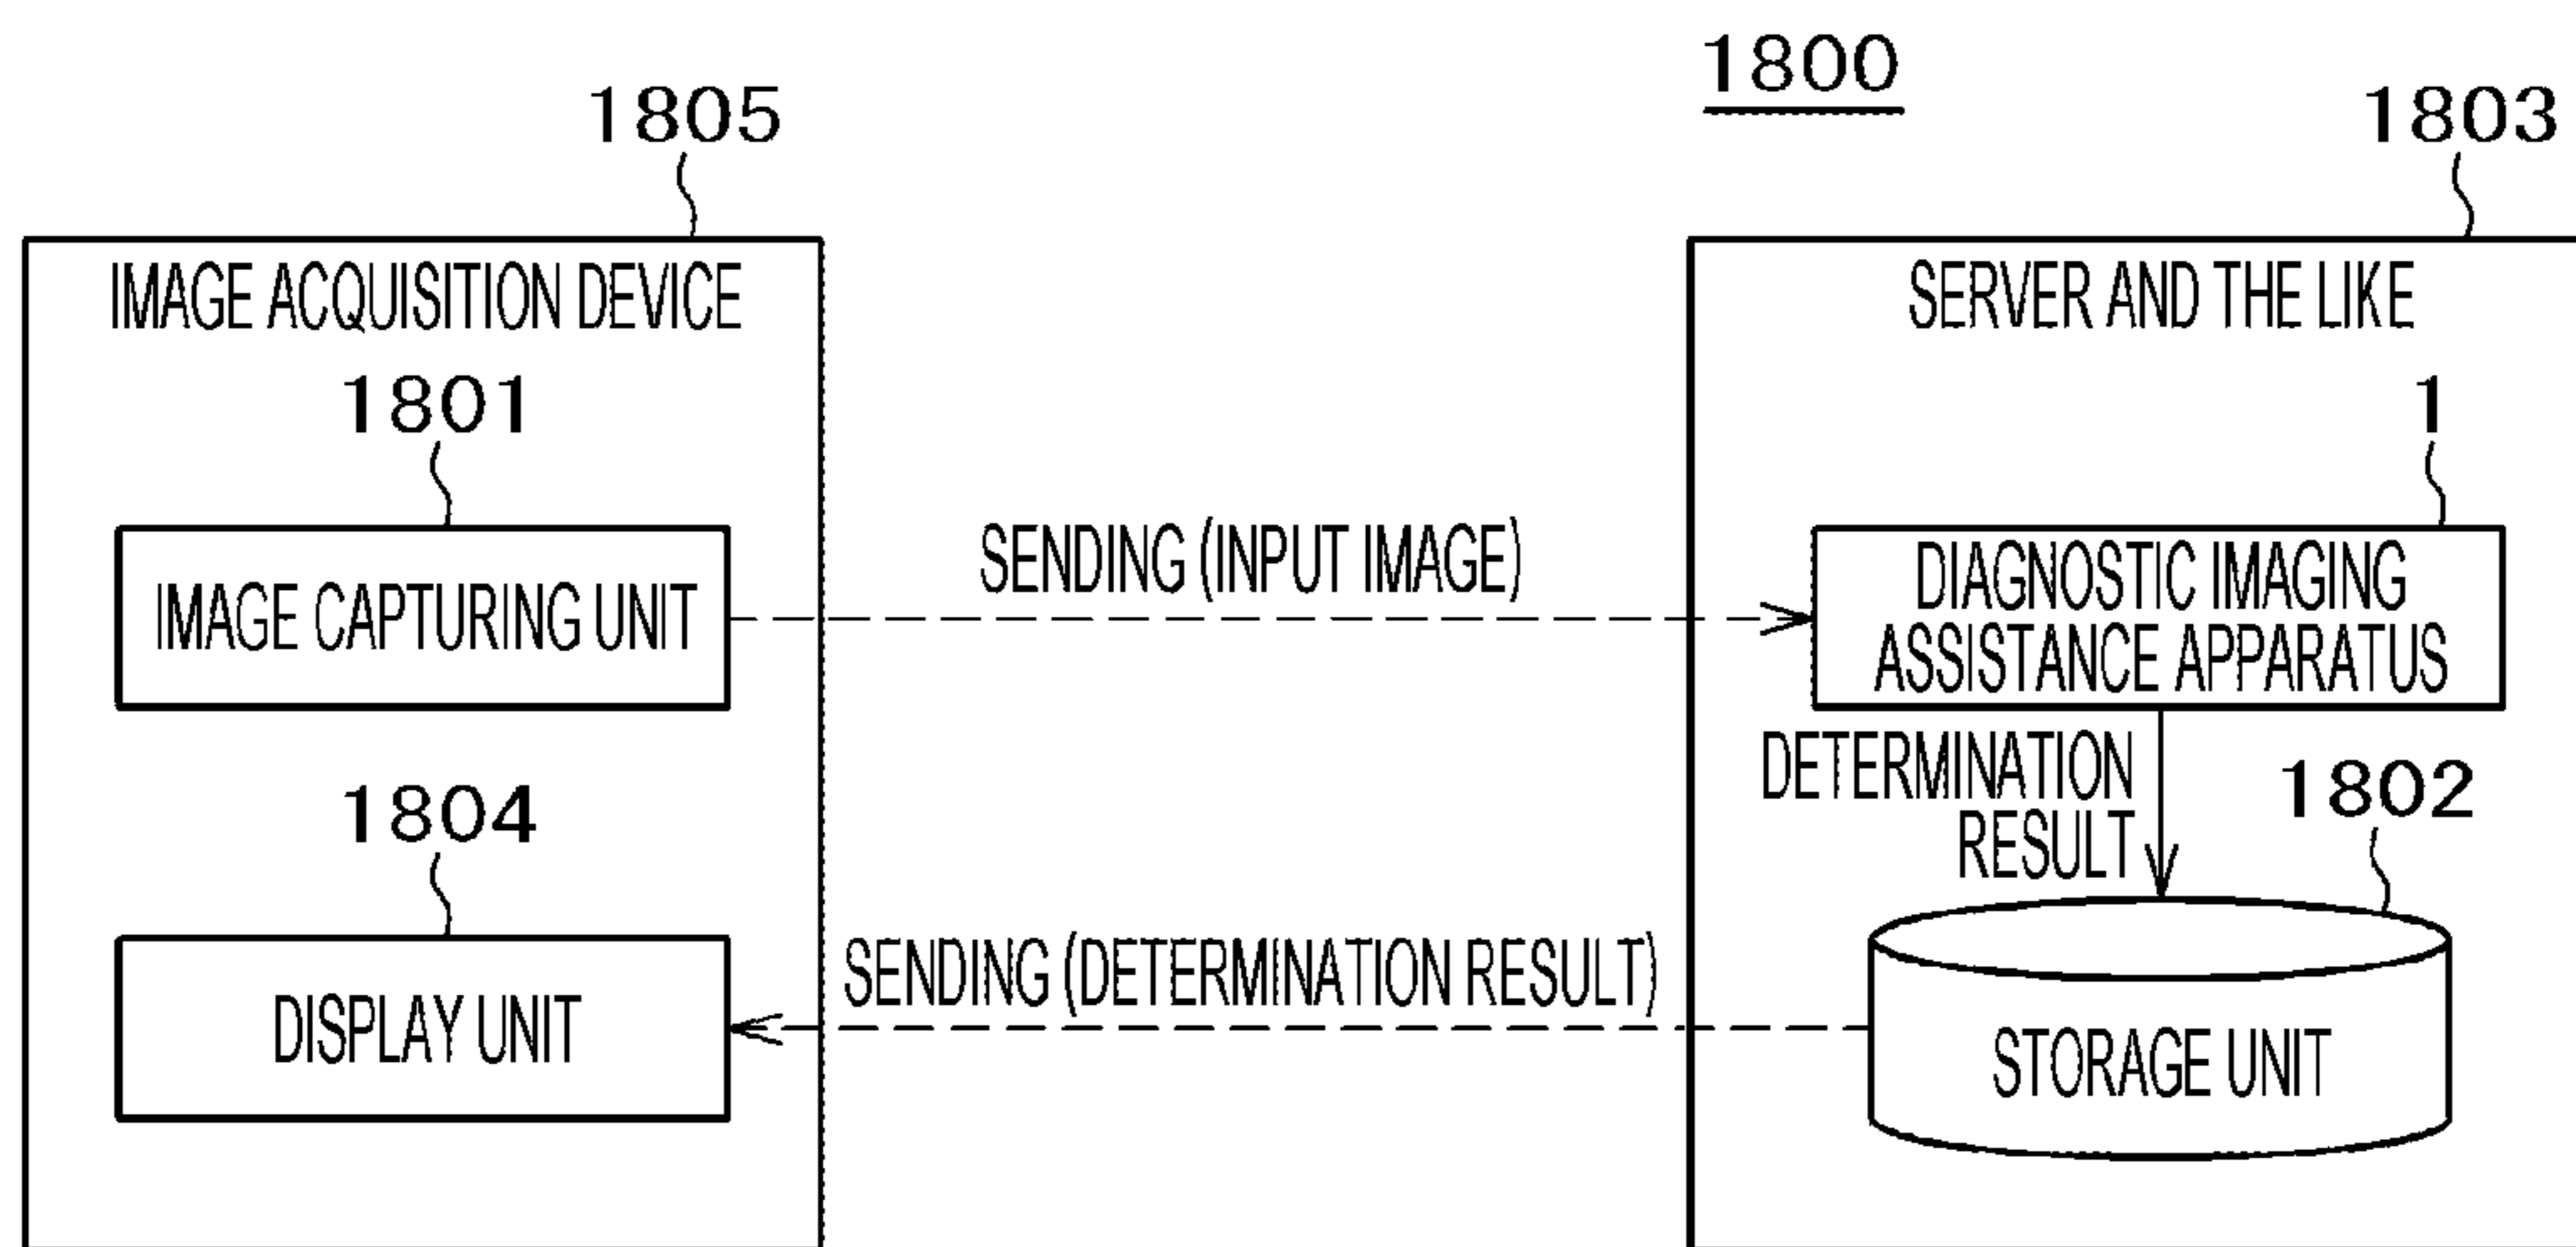 1800
1805
1803
IMAGE ACQUISITION DEVICE
SERVER AND THE LIKE
1801
1
IMAGE CAPTURING UNIT
SENDING (INPUT IMAGE)
DIAGNOSTIC IMAGING
ASSISTANCE APPARATUS
DETERMINATION
RESULT
1804
1802
DISPLAY UNIT
SENDING (DETERMINATION RESULT)
STORAGE UNIT